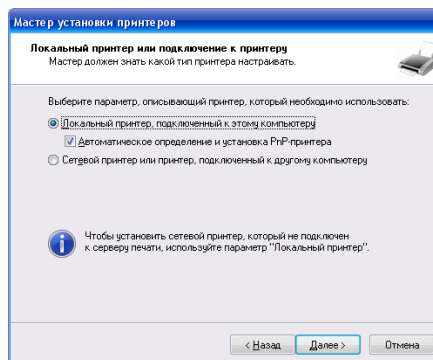 Мастер установки принтеров
Локальный принтер или подключение к принтеру
Мастер должен знать какой тип принтера настраивать.
Выберите параметр, описывающий принтер, который необходимо использовать:
Локальный принтер, подключенный к этому компьютеру
Автоматическое определение и установка PnP-принтера
Сетевой принтер или принтер, подключенный к другому компьютеру
Чтобы установить сетевой принтер, который не подключен
к серверу печати, используйте параметр "Локальный принтер".
< Назад Далее > Отмена